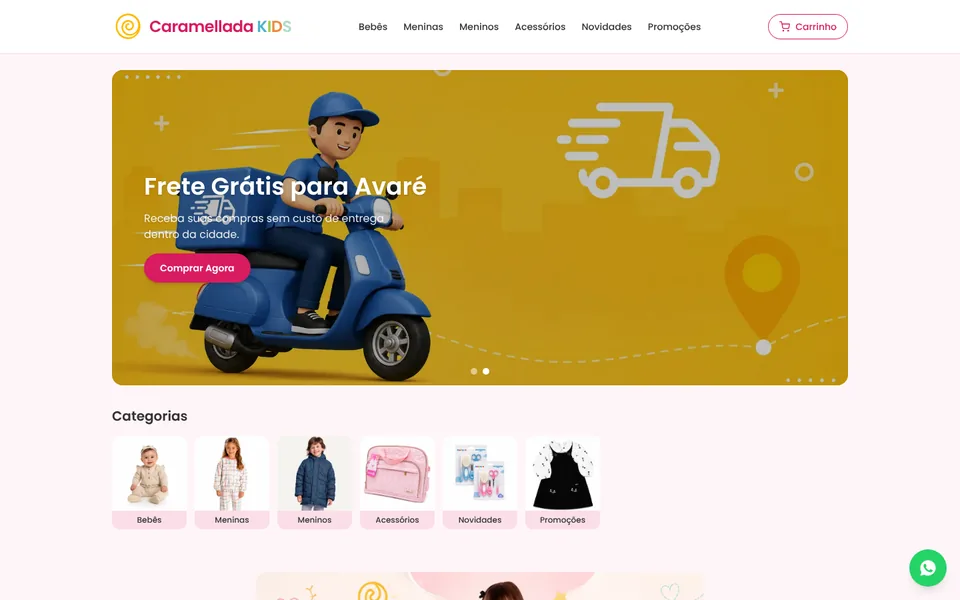 Caramellada KIDS
Bebês
Meninas
Meninos
Acessórios
Novidades
Promoções
Carrinho
Frete Grátis para Avaré
Receba suas compras sem custo de entrega
dentro da cidade.
Comprar Agora
Categorias
Bebês
Meninas
Meninos
Acessórios
Novidades
Promoções